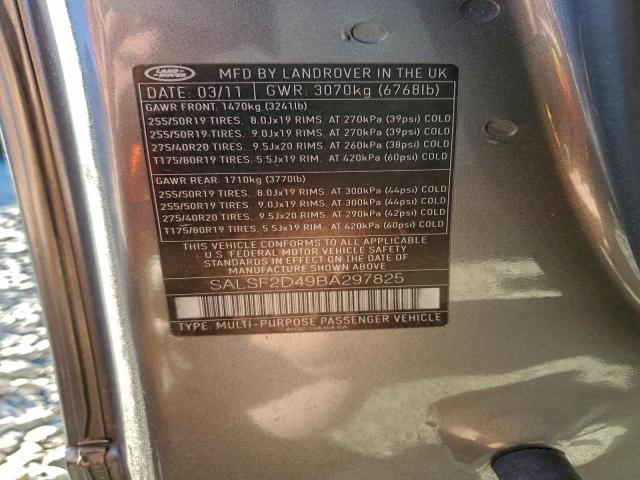 LAND ROVER
MFD BY LANDROVER IN THE UK
DATE: 03/11 GWR: 3070kg (6768lb)
GAWR FRONT: 1470kg (3241lb)
255/50R19 TIRES. 8.0Jx19 RIMS. AT 270kPa (39psi) COLD
255/50R19 TIRES. 9.0Jx19 RIMS. AT 270kPa (39psi) COLD
275/40R20 TIRES. 9.5Jx20 RIMS. AT 260kPa (38psi) COLD
T175/80R19 TIRES. 5.5Jx19 RIM. AT 420kPa (60psi) COLD
GAWR REAR: 1710kg (3770lb)
255/50R19 TIRES. 8.0Jx19 RIMS. AT 300kPa (44psi) COLD
255/50R19 TIRES. 9.0Jx19 RIMS. AT 300kPa (44psi) COLD
275/40R20 TIRES. 9.5Jx20 RIMS. AT 290kPa (42psi) COLD
T175/80R19 TIRES. 5.5Jx19 RIM. AT 420kPa (60psi) COLD
THIS VEHICLE CONFORMS TO ALL APPLICABLE
U.S. FEDERAL MOTOR VEHICLE SAFETY
STANDARDS IN EFFECT ON THE DATE OF
MANUFACTURE SHOWN ABOVE.
SALSF2D49BA297825
TYPE: MULTI-PURPOSE PASSENGER VEHICLE